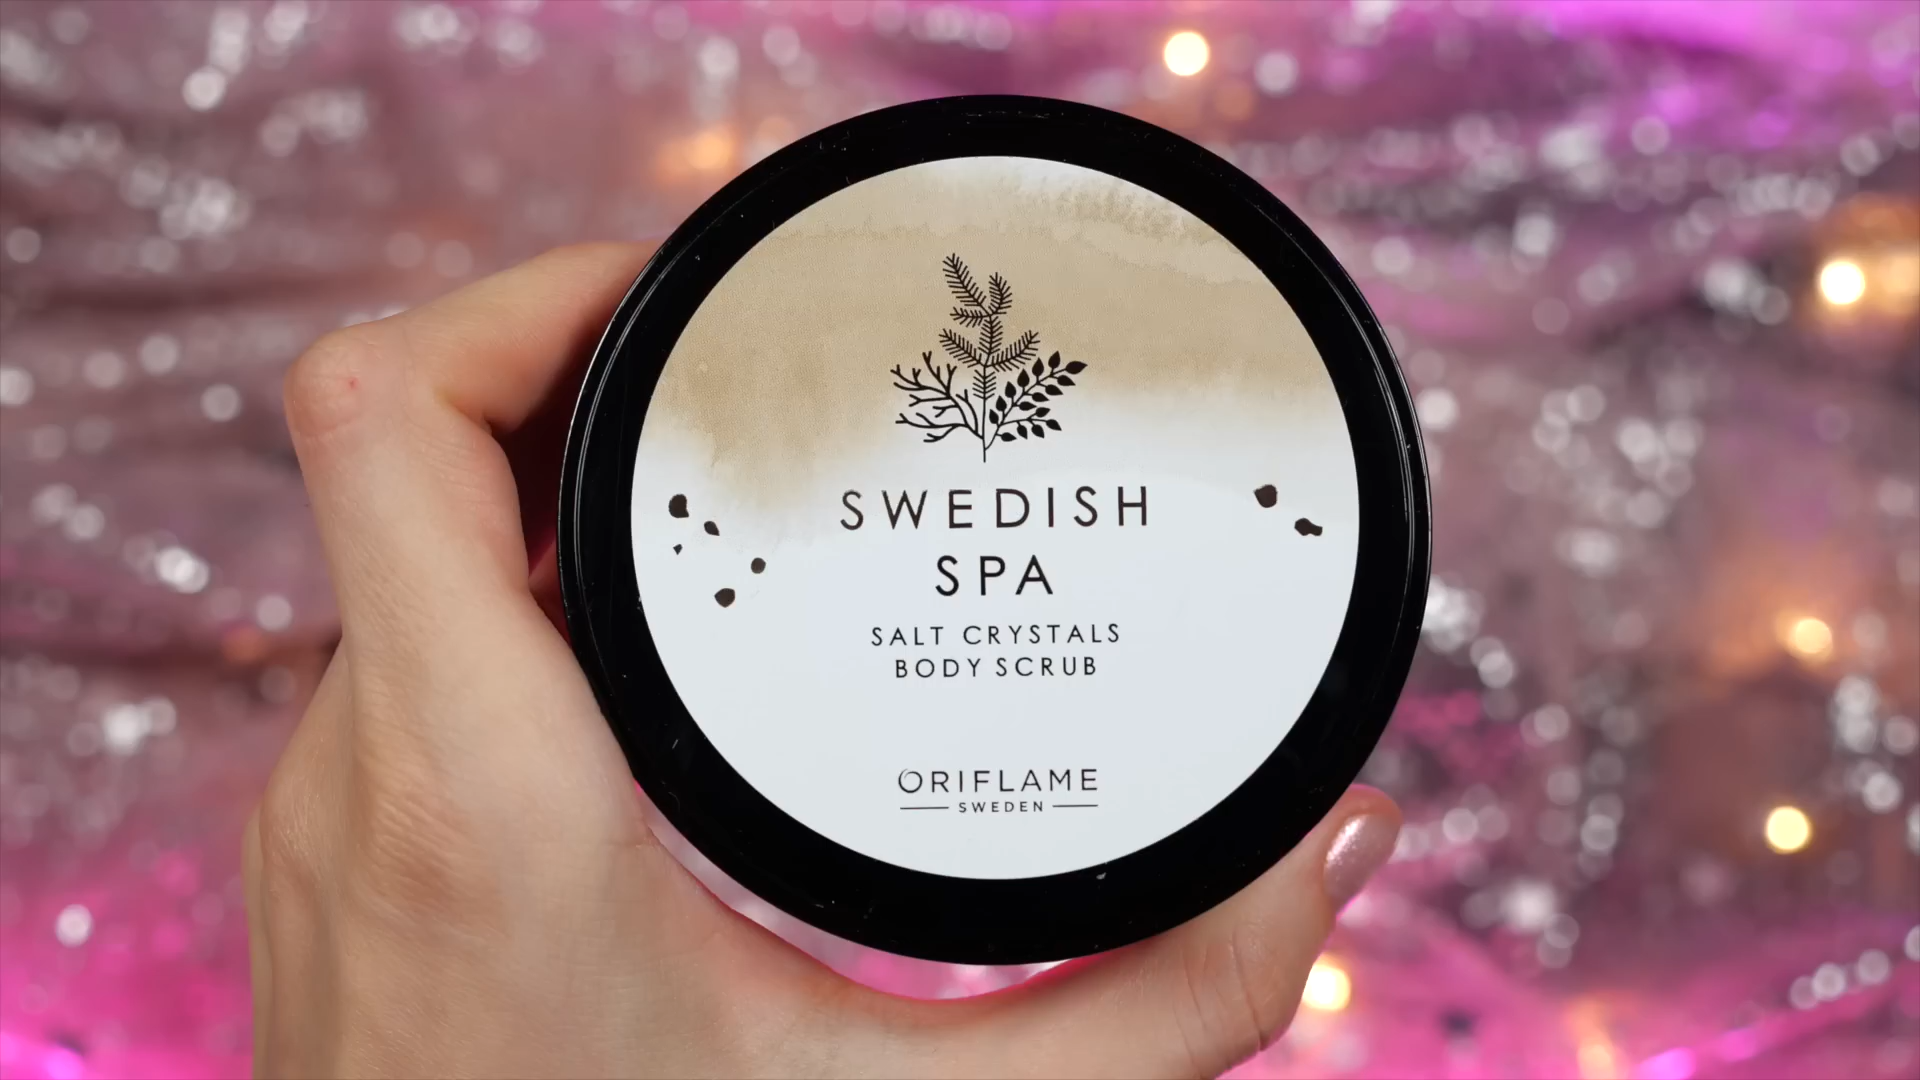 SWEDISH
SPA
SALT CRYSTALS
BODY SCRUB
ORIFLAME
SWEDEN